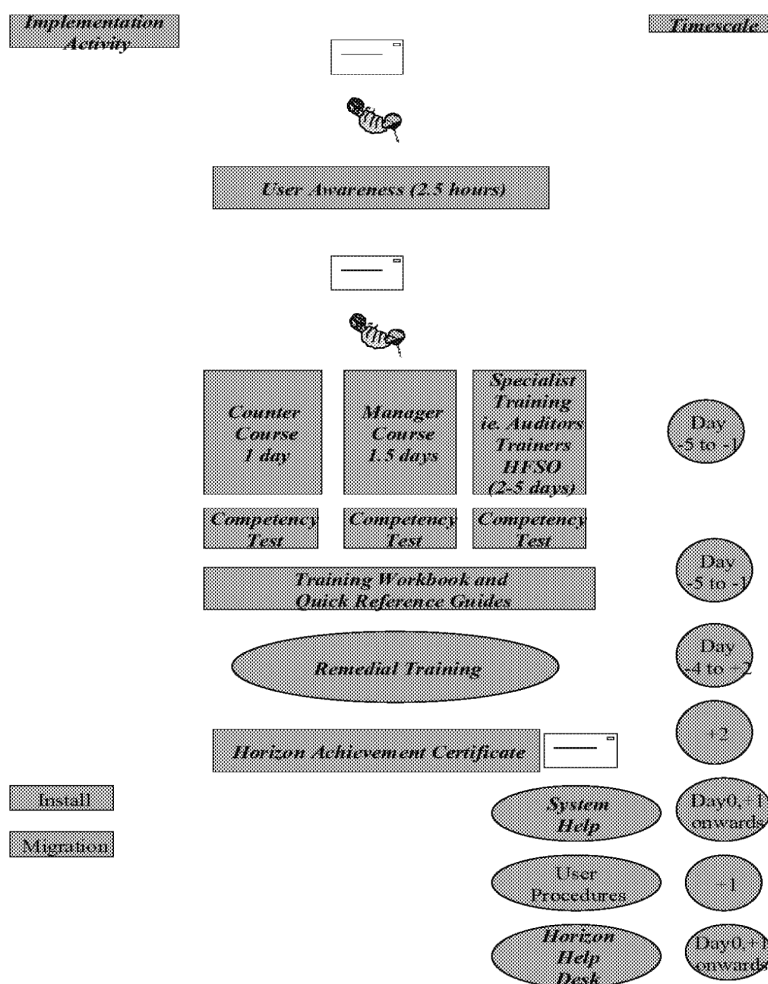 Implementation
Activity
Timescale
User Awareness (2.5 hours)
Counter
Course
1 day
Manager
Course
1.5 days
Specialist
Training
ie. Auditors
Trainers
HFSO
(2-5 days)
Day
-5 to -1
Competency
Test
Competency
Test
Competency
Test
Training Workbook and
Quick Reference Guides
Day
-5 to -1
Remedial Training
Day
-4 to +2
+2
Horizon Achievement Certificate
Install
System
Help
Day0,+1
onwards
Migration
User
Procedures
+1
Horizon
Help
Desk
Day0,+1
onwards